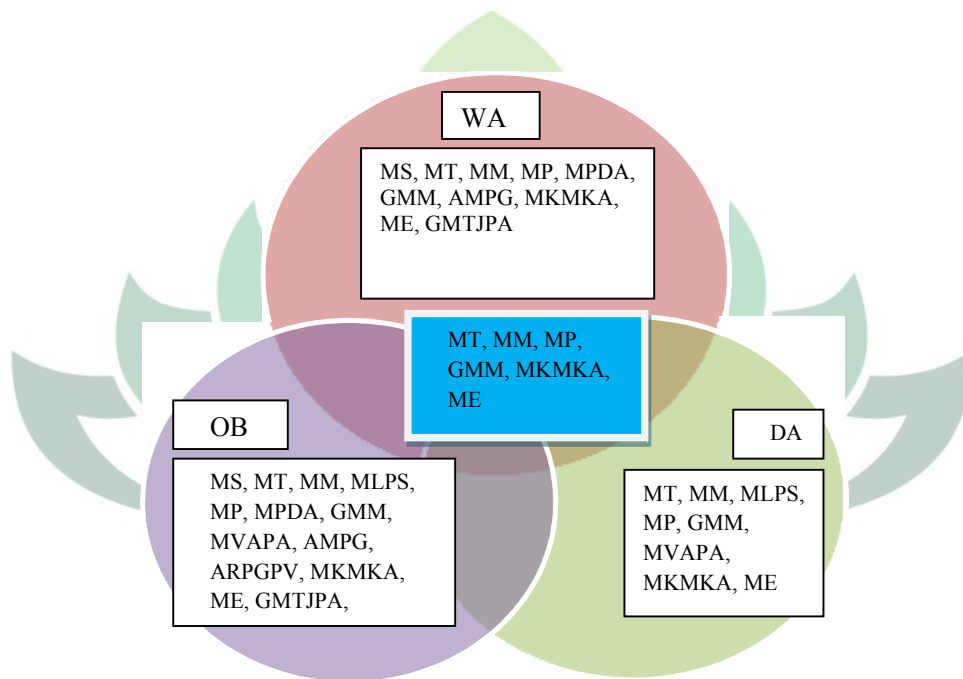 WA
MS, MT, MM, MP, MPDA,
GMM, AMPG, MKMKA,
ME, GMTJPA
MT, MM, MP,
GMM, MKMKA,
ME
OB
MS, MT, MM, MLPS,
MP, MPDA, GMM,
MVAPA, AMPG,
ARPGPV, MKMKA,
ME, GMTJPA,
DA
MT, MM, MLPS,
MP, GMM,
MVAPA,
MKMKA, ME